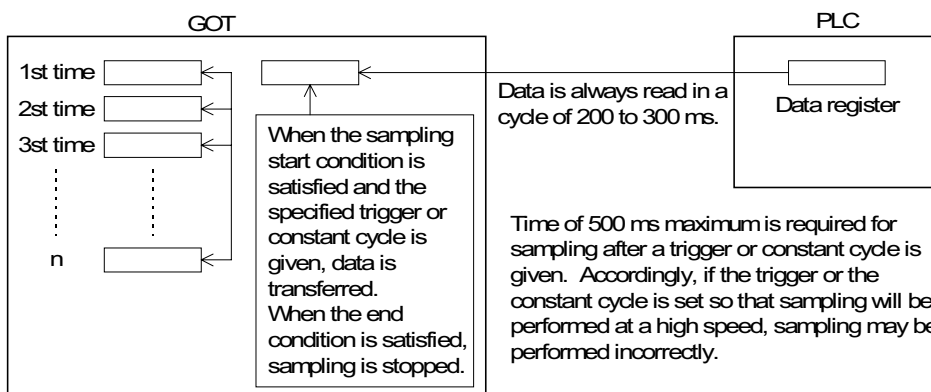 GOT
PLC
1st time
2st time
3st time
n
When the sampling
start condition is
satisfied and the
specified trigger or
constant cycle is
given, data is
transferred.
When the end
condition is satisfied,
sampling is stopped.
Data is always read in a
cycle of 200 to 300 ms.
Data register
Time of 500 ms maximum is required for
sampling after a trigger or constant cycle is
given. Accordingly, if the trigger or the
constant cycle is set so that sampling will be
performed at a high speed, sampling may be
performed incorrectly.